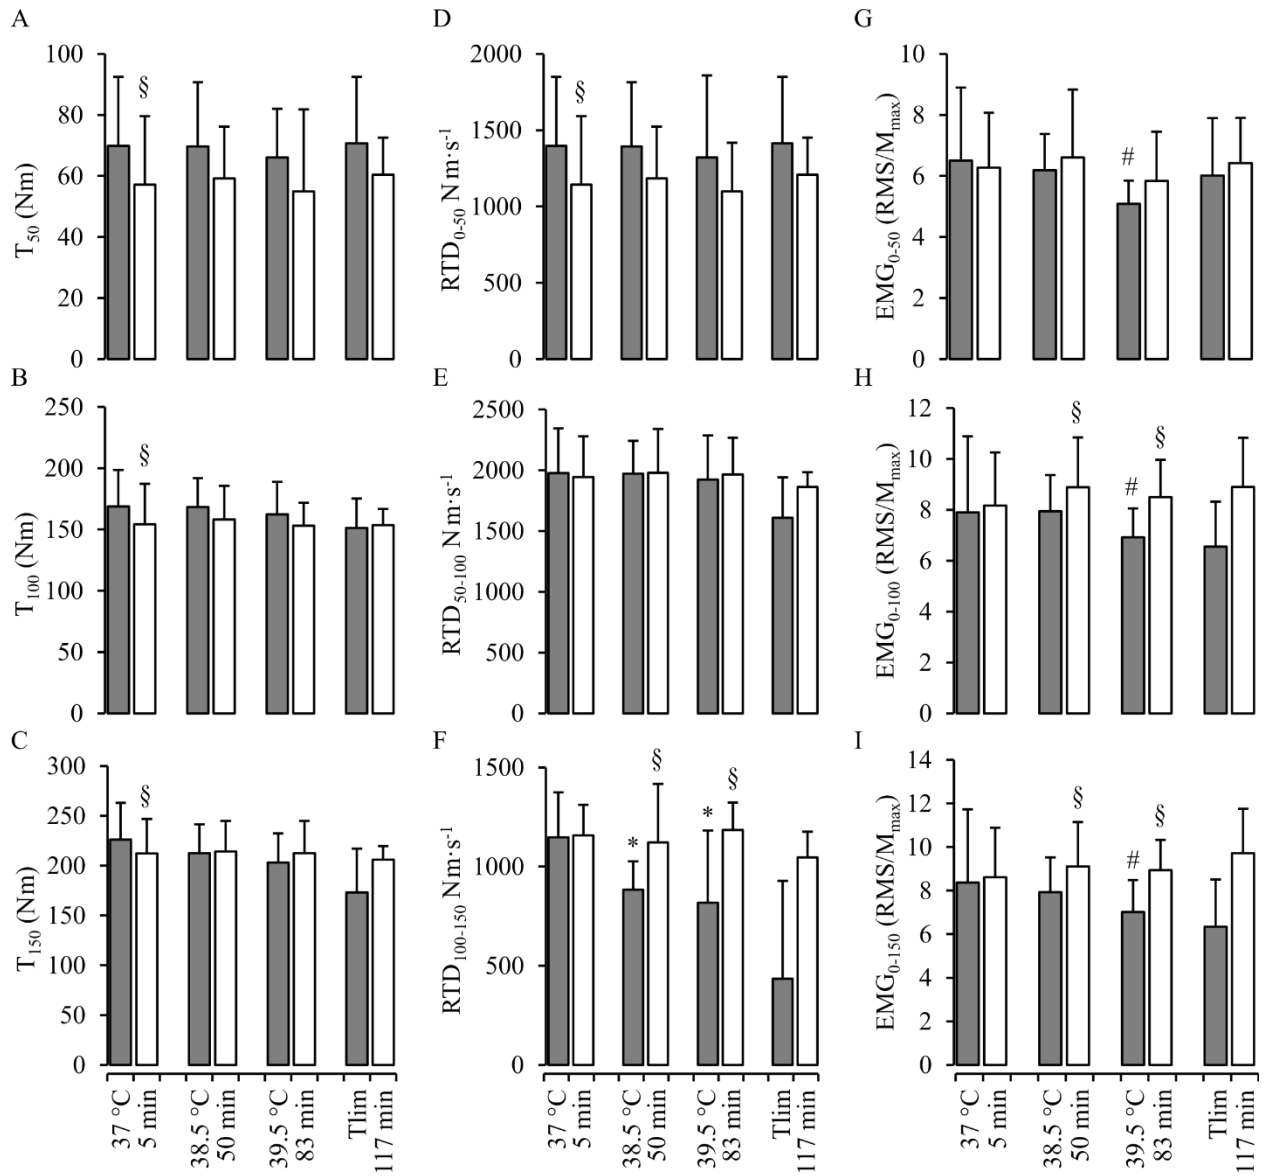 A
T50 (Nm)
100
80
60
40
20
0
§
B
T100 (Nm)
250
200
150
100
50
0
§
C
T150 (Nm)
300
250
200
150
100
50
0
§
37 °C
5 min
38.5 °C
50 min
39.5 °C
83 min
Tlim
117 min
D
RTD0-50 N m·s-1
2000
1500
1000
500
0
§
E
RTD50-100 N m·s-1
2500
2000
1500
1000
500
0
F
RTD100-150 Nm·s-1
1500
1000
500
0
*
§
*
§
37 °C
5 min
38.5 °C
50 min
39.5 °C
83 min
Tlim
117 min
G
EMG0-50 (RMS/Mmax)
10
8
6
4
2
0
#
H
EMG0-100 (RMS/Mmax)
12
10
8
6
4
2
0
§
#
§
I
EMG0-150 (RMS/Mmax)
14
12
10
8
6
4
2
0
§
#
§
37 °C
5 min
38.5 °C
50 min
39.5 °C
83 min
Tlim
117 min